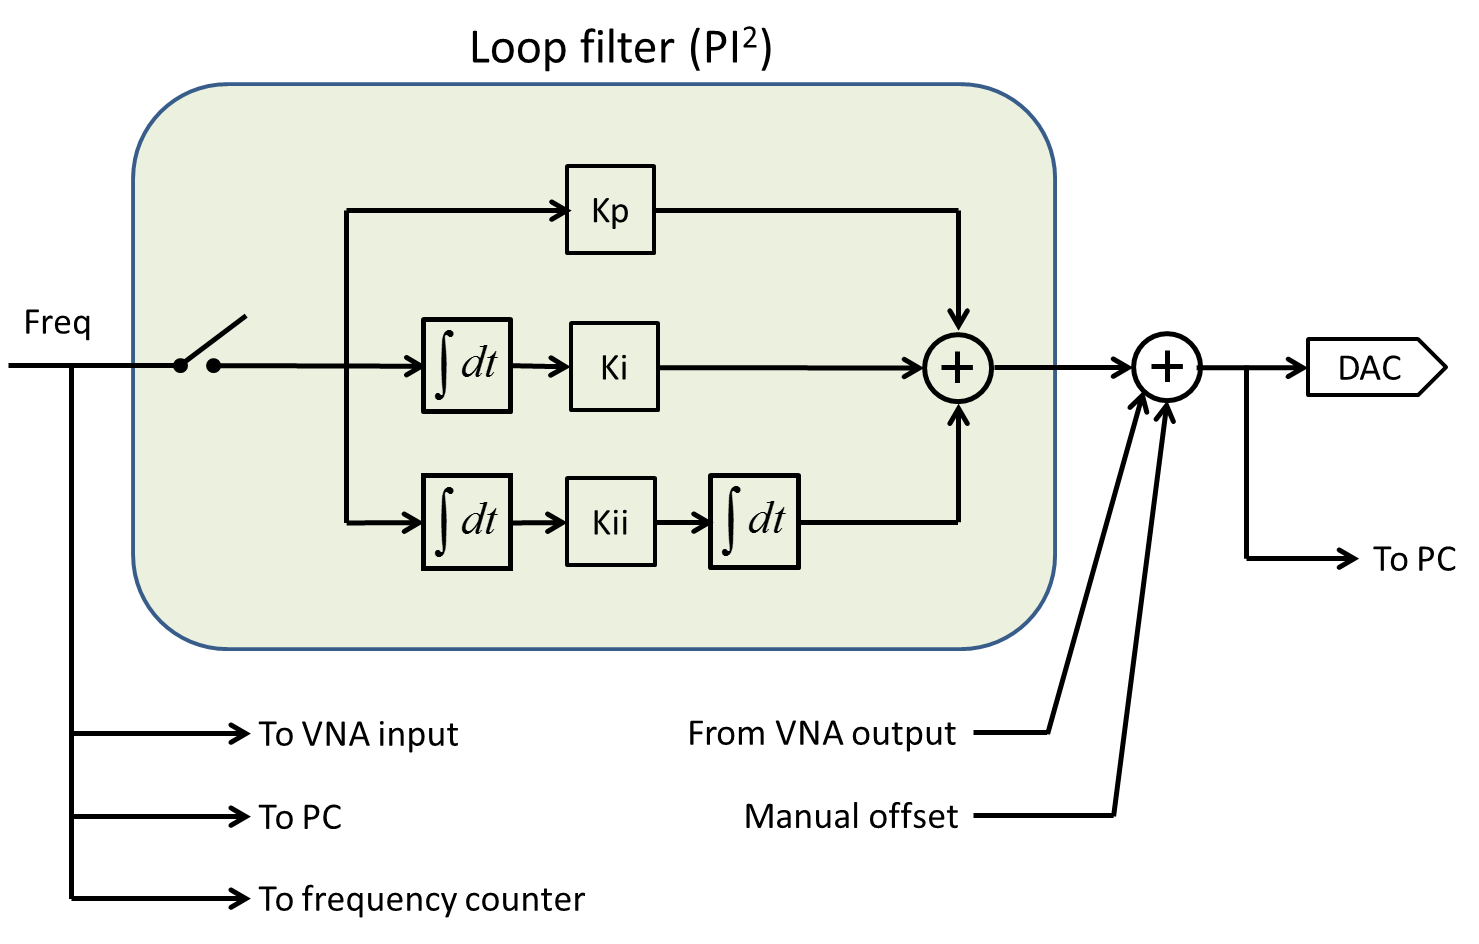 Loop filter (PI²)
Kp
Freq
∫ dt
Ki
+
+
DAC
∫ dt
Kii
∫ dt
To PC
To VNA input
From VNA output
To PC
Manual offset
To frequency counter